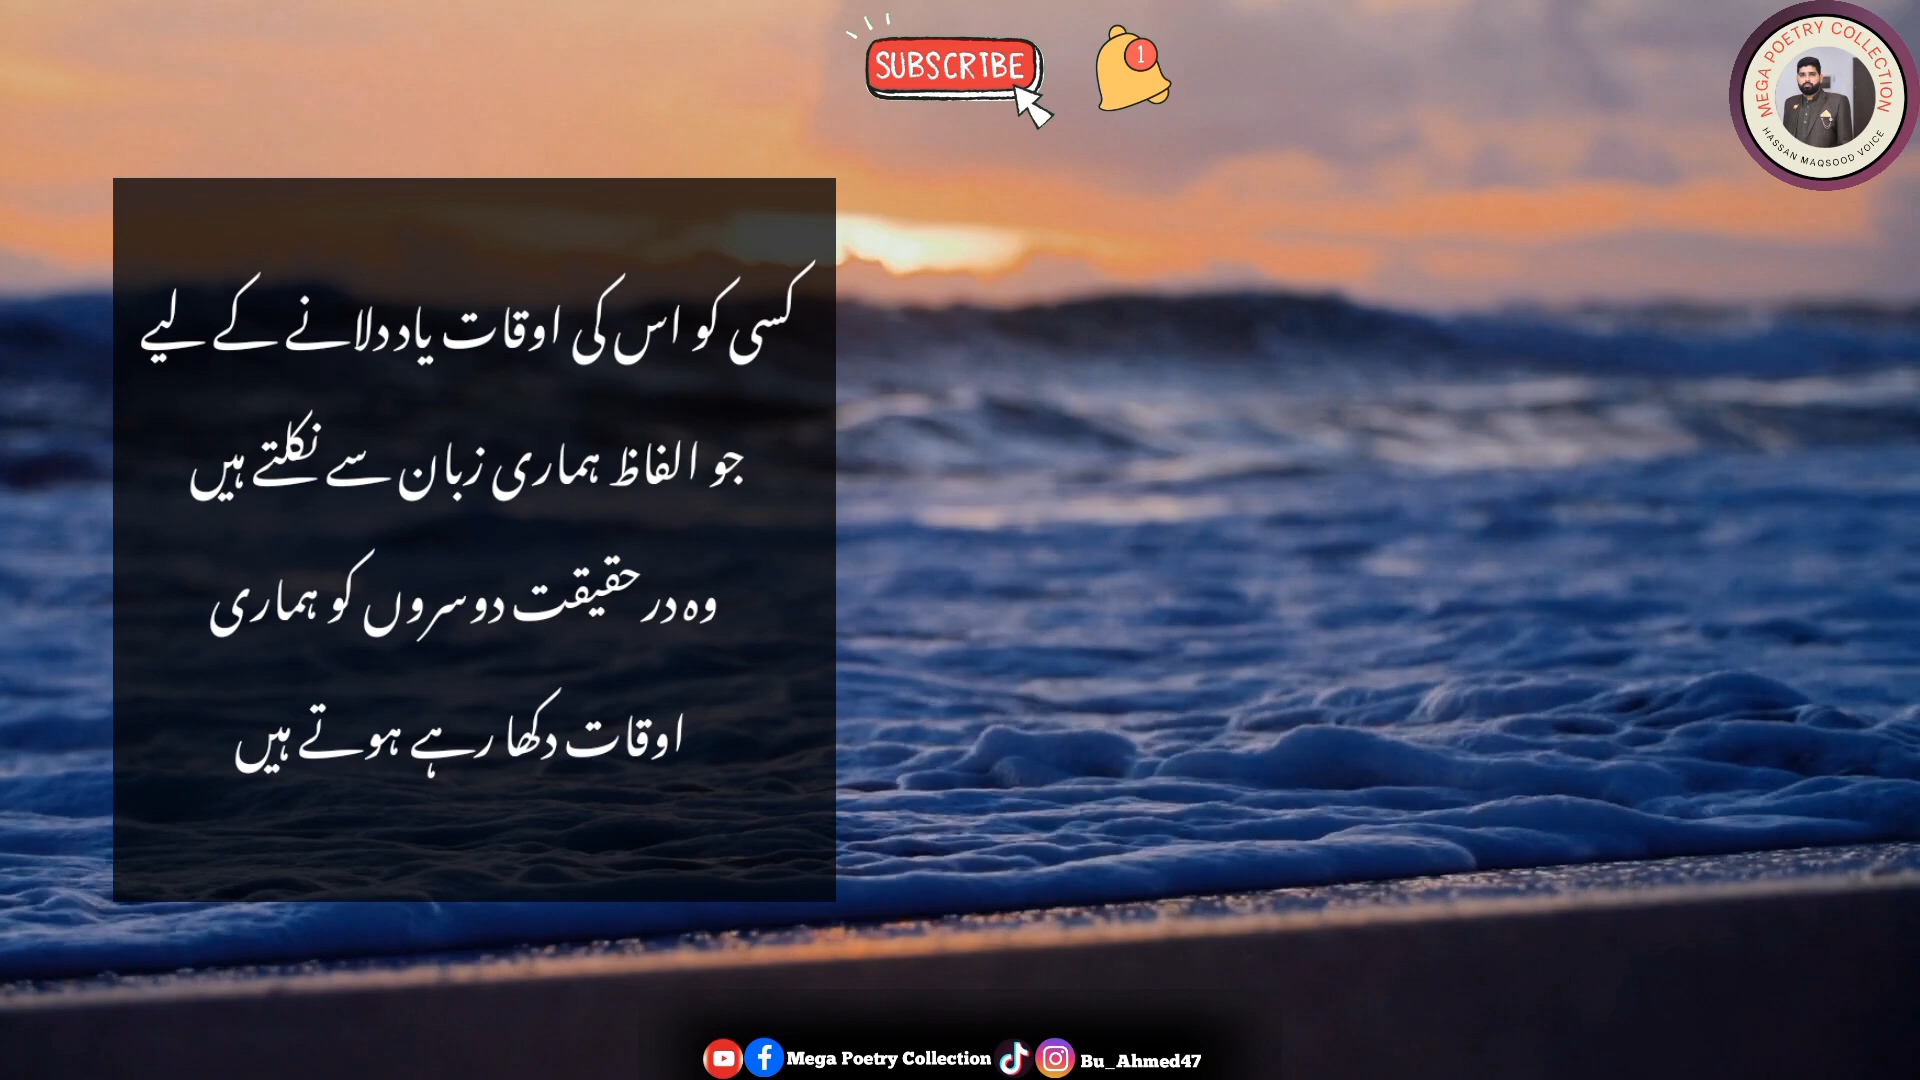 SUBSCRIBE
1
MEGA POETRY COLLECTION
HASSAN MAQSOOD VOICE
کسی کو اس کی اوقات یاد دلانے کے لیے
جو الفاظ ہماری زبان سے نکلتے ہیں
وہ در حقیقت دوسروں کو ہماری
اوقات دکھا رہے ہوتے ہیں
Mega Poetry Collection
Bu_Ahmed47